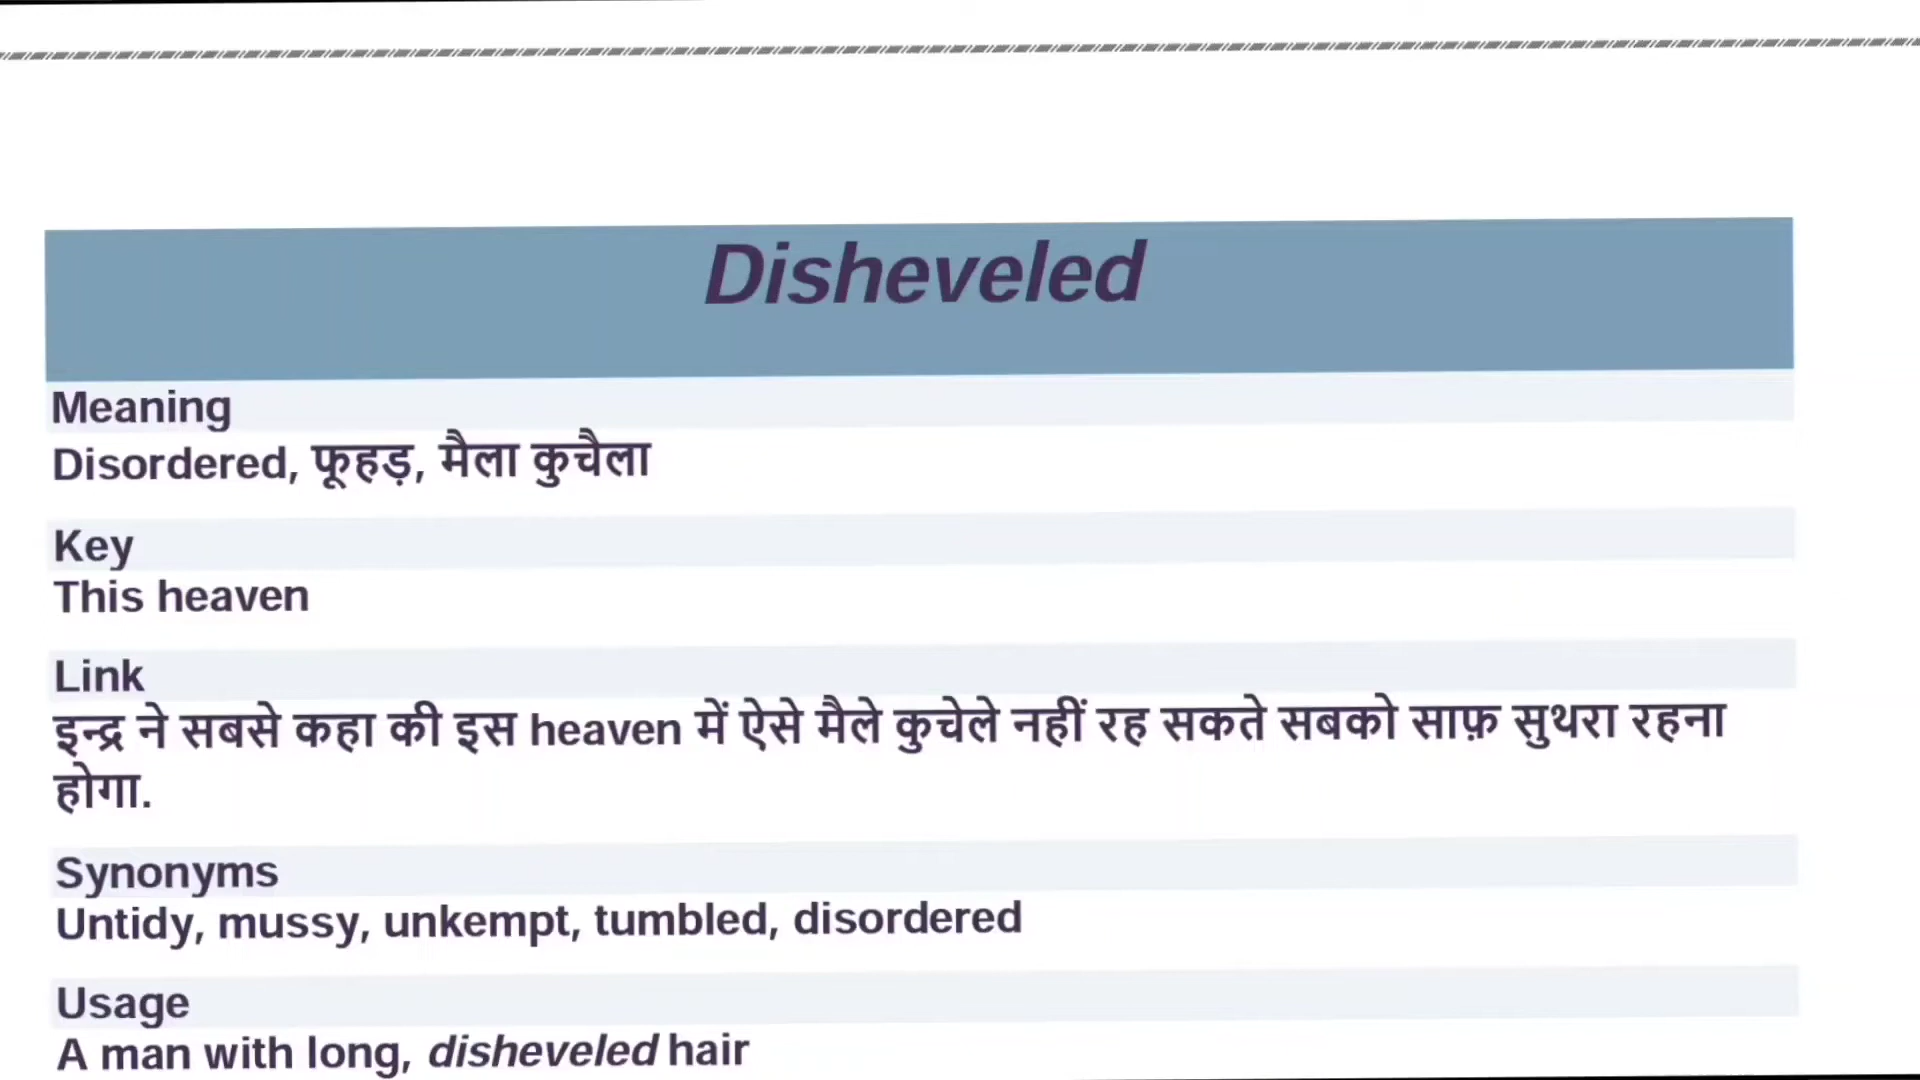 Disheveled
Meaning
Disordered, फूहड़, मैला कुचैला
Key
This heaven
Link
इन्द्र ने सबसे कहा की इस heaven में ऐसे मैले कुचेले नहीं रह सकते सबको साफ़ सुथरा रहना
होगा.
Synonyms
Untidy, mussy, unkempt, tumbled, disordered
Usage
A man with long, disheveled hair